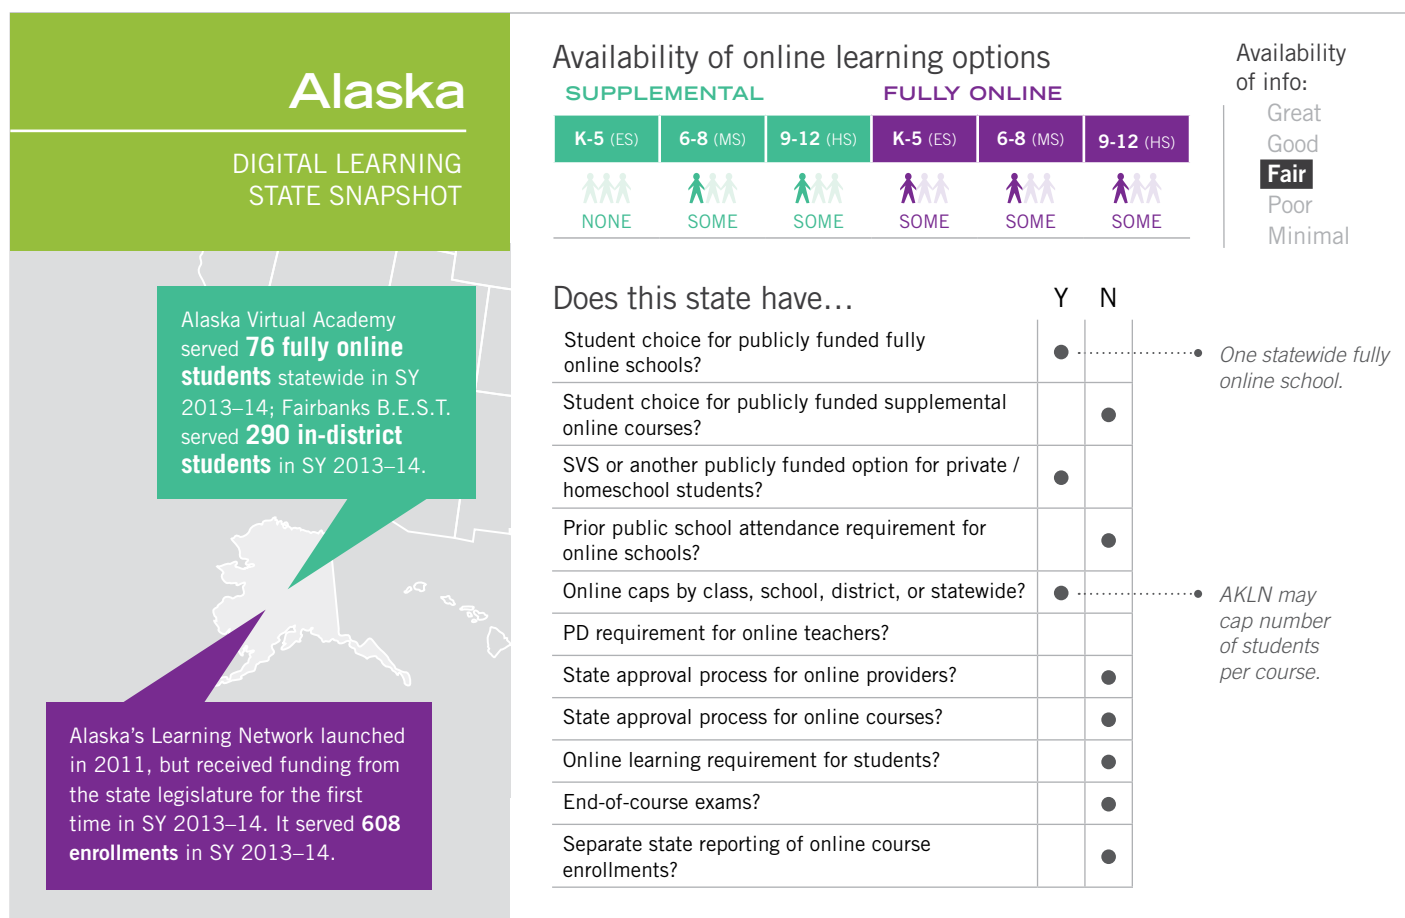 Alaska
DIGITAL LEARNING
STATE SNAPSHOT
Alaska Virtual Academy
served 76 fully online
students statewide in SY
2013–14; Fairbanks B.E.S.T.
served 290 in-district
students in SY 2013–14.
Alaska’s Learning Network launched
in 2011, but received funding from
the state legislature for the first
time in SY 2013–14. It served 608
enrollments in SY 2013–14.
Availability of online learning options
SUPPLEMENTAL FULLY ONLINE
K-5 (ES) 6-8 (MS) 9-12 (HS) K-5 (ES) 6-8 (MS) 9-12 (HS)
NONE SOME SOME SOME SOME SOME
Availability
of info:
Great
Good
Fair
Poor
Minimal
Does this state have… Y N
Student choice for publicly funded fully
online schools?
One statewide fully
online school.
Student choice for publicly funded supplemental
online courses?
SVS or another publicly funded option for private /
homeschool students?
Prior public school attendance requirement for
online schools?
Online caps by class, school, district, or statewide?
AKLN may
cap number
of students
per course.
PD requirement for online teachers?
State approval process for online providers?
State approval process for online courses?
Online learning requirement for students?
End-of-course exams?
Separate state reporting of online course
enrollments?